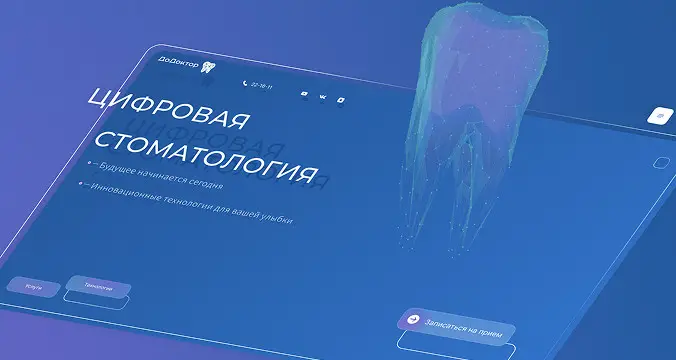 ДоДоктор
22-18-11
ЦИФРОВАЯ
СТОМАТОЛОГИЯ
Будущее начинается сегодня
Инновационные технологии для вашей улыбки
Услуги
Технологии
Записаться на прием